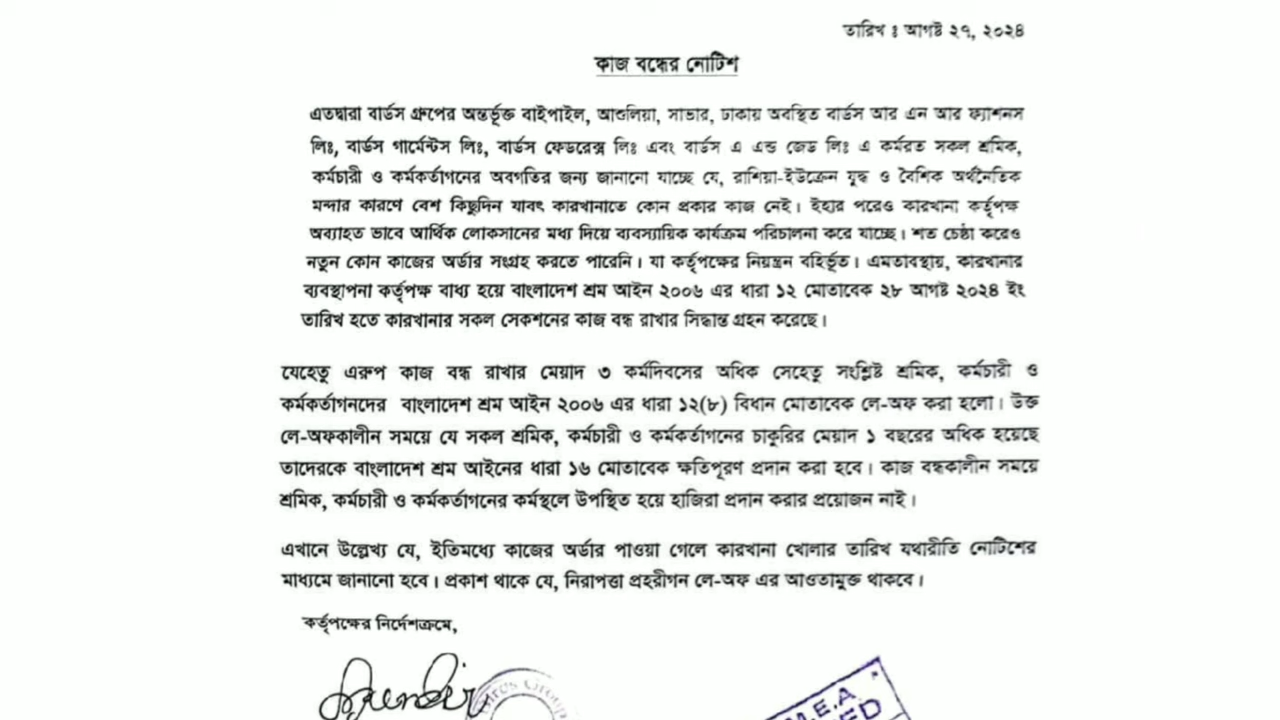 তারিখ ঃ আগষ্ট ২৭, ২০২৪
কাজ বন্ধের নোটিশ
এতদ্বারা বার্ডস গ্রুপের অন্তর্ভূক্ত বাইপাইল, আশুলিয়া, সাভার, ঢাকায় অবস্থিত বার্ডস আর এন আর ফ্যাশনস
লিঃ, বার্ডস গার্মেন্টস লিঃ, বার্ডস ফেডরেক্স লিঃ এবং বার্ডস এ এন্ড জেড লিঃ এ কর্মরত সকল শ্রমিক,
কর্মচারী ও কর্মকর্তাগনের অবগতির জন্য জানানো যাচ্ছে যে, রাশিয়া-ইউক্রেন যুদ্ধ ও বৈশিক অর্থনৈতিক
মন্দার কারণে বেশ কিছুদিন যাবৎ কারখানাতে কোন প্রকার কাজ নেই। ইহার পরেও কারখানা কর্তৃপক্ষ
অব্যাহত ভাবে আর্থিক লোকসানের মধ্য দিয়ে ব্যবস্যায়িক কার্যক্রম পরিচালনা করে যাচ্ছে। শত চেষ্ঠা করেও
নতুন কোন কাজের অর্ডার সংগ্রহ করতে পারেনি। যা কর্তৃপক্ষের নিয়ন্ত্রন বহির্ভূত। এমতাবস্থায়, কারখানার
ব্যবস্থাপনা কর্তৃপক্ষ বাধ্য হয়ে বাংলাদেশ শ্রম আইন ২০০৬ এর ধারা ১২ মোতাবেক ২৮ আগষ্ট ২০২৪ ইং
তারিখ হতে কারখানার সকল সেকশনের কাজ বন্ধ রাখার সিদ্ধান্ত গ্রহন করেছে।
যেহেতু এরুপ কাজ বন্ধ রাখার মেয়াদ ৩ কর্মদিবসের অধিক সেহেতু সংশ্লিষ্ট শ্রমিক, কর্মচারী ও
কর্মকর্তাগনদের বাংলাদেশ শ্রম আইন ২০০৬ এর ধারা ১২(৮) বিধান মোতাবেক লে-অফ করা হলো। উক্ত
লে-অফকালীন সময়ে যে সকল শ্রমিক, কর্মচারী ও কর্মকর্তাগনের চাকুরির মেয়াদ ১ বছরের অধিক হয়েছে
তাদেরকে বাংলাদেশ শ্রম আইনের ধারা ১৬ মোতাবেক ক্ষতিপূরণ প্রদান করা হবে। কাজ বন্ধকালীন সময়ে
শ্রমিক, কর্মচারী ও কর্মকর্তাগনের কর্মস্থলে উপস্থিত হয়ে হাজিরা প্রদান করার প্রয়োজন নাই।
এখানে উল্লেখ্য যে, ইতিমধ্যে কাজের অর্ডার পাওয়া গেলে কারখানা খোলার তারিখ যথারীতি নোটিশের
মাধ্যমে জানানো হবে। প্রকাশ থাকে যে, নিরাপত্তা প্রহরীগন লে-অফ এর আওতামুক্ত থাকবে।
কর্তৃপক্ষের নির্দেশক্রমে,
Birds Group
M.E.A.